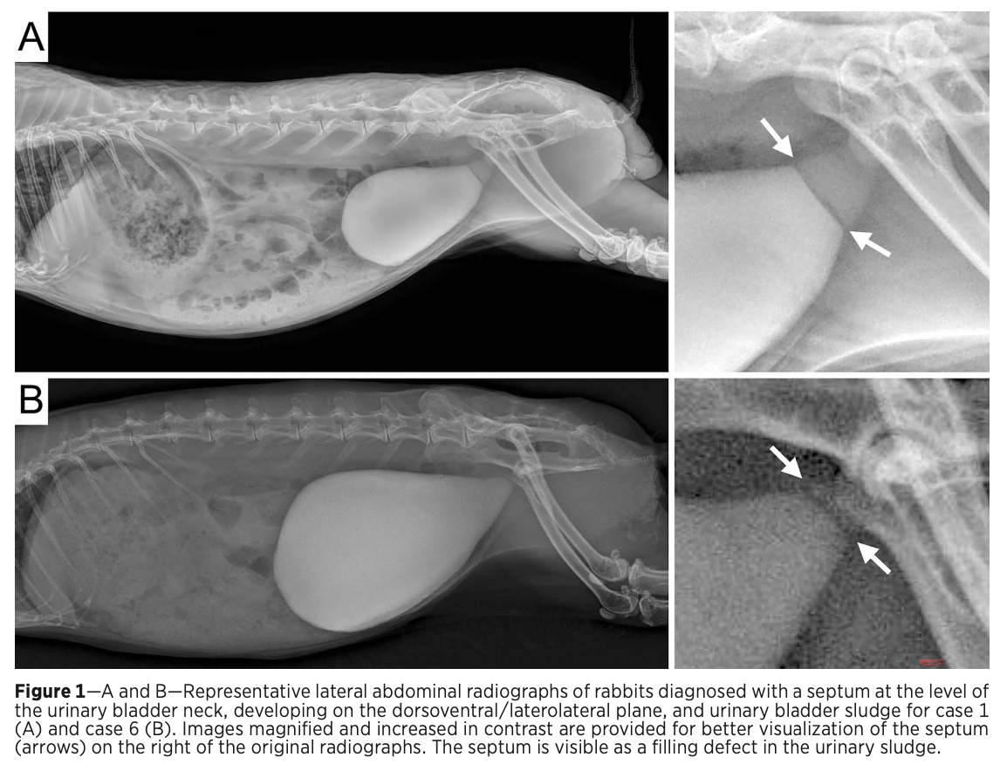 A
B
Figure 1—A and B—Representative lateral abdominal radiographs of rabbits diagnosed with a septum at the level of
the urinary bladder neck, developing on the dorsoventral/laterolateral plane, and urinary bladder sludge for case 1
(A) and case 6 (B). Images magnified and increased in contrast are provided for better visualization of the septum
(arrows) on the right of the original radiographs. The septum is visible as a filling defect in the urinary sludge.